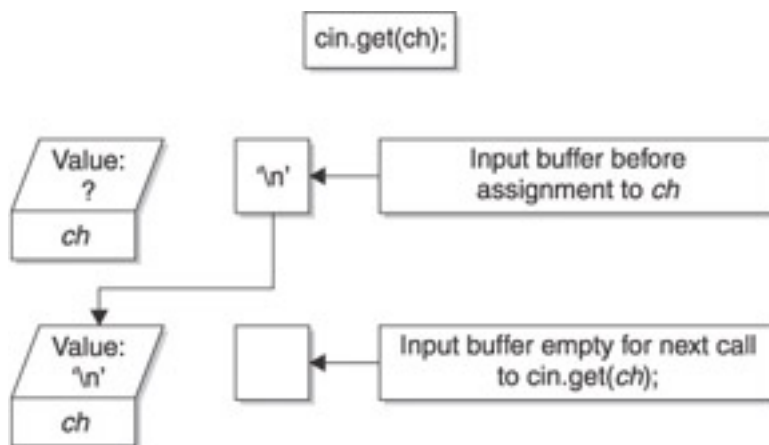 cin.get(ch);
Value:
?
ch
'\n'
Input buffer before
assignment to ch
Value:
'\n'
ch
Input buffer empty for next call
to cin.get(ch);